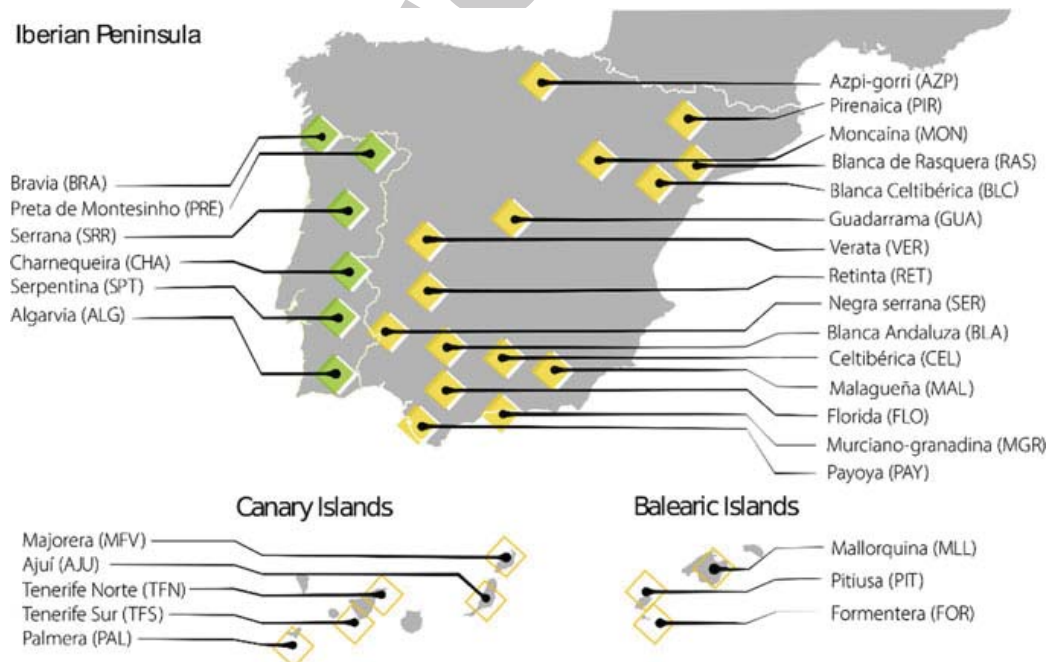 Iberian Peninsula
Bravia (BRA)
Preta de Montesinho (PRE)
Serrana (SRR)
Charnequeira (CHA)
Serpentina (SPT)
Algarvia (ALG)
Azpi-gorri (AZP)
Pirenaica (PIR)
Moncaína (MON)
Blanca de Rasquera (RAS)
Blanca Celtibérica (BLC)
Guadarrama (GUA)
Verata (VER)
Retinta (RET)
Negra serrana (SER)
Blanca Andaluza (BLA)
Celtibérica (CEL)
Malagueña (MAL)
Florida (FLO)
Murciano-granadina (MGR)
Payoya (PAY)
Canary Islands
Majorera (MFV)
Ajuí (AJU)
Tenerife Norte (TFN)
Tenerife Sur (TFS)
Palmera (PAL)
Balearic Islands
Mallorquina (MLL)
Pitiusa (PIT)
Formentera (FOR)